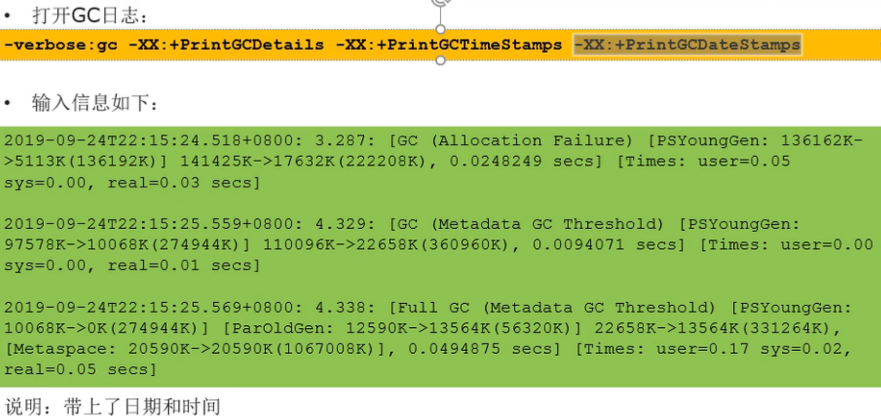 • 打开GC日志：
-verbose:gc -XX:+PrintGCDetails -XX:+PrintGCTimeStamps -XX:+PrintGCDateStamps
• 输入信息如下：
2019-09-24T22:15:24.518+0800: 3.287: [GC (Allocation Failure) [PSYoungGen: 136162K-
>5113K(136192K)] 141425K->17632K(222208K), 0.0248249 secs] [Times: user=0.05
sys=0.00, real=0.03 secs]
2019-09-24T22:15:25.559+0800: 4.329: [GC (Metadata GC Threshold) [PSYoungGen:
97578K->10068K(274944K)] 110096K->22658K(360960K), 0.0094071 secs] [Times: user=0.00
sys=0.00, real=0.01 secs]
2019-09-24T22:15:25.569+0800: 4.338: [Full GC (Metadata GC Threshold) [PSYoungGen:
10068K->0K(274944K)] [ParOldGen: 12590K->13564K(56320K)] 22658K->13564K(331264K),
[Metaspace: 20590K->20590K(1067008K)], 0.0494875 secs] [Times: user=0.17 sys=0.02,
real=0.05 secs]
说明：带上了日期和时间